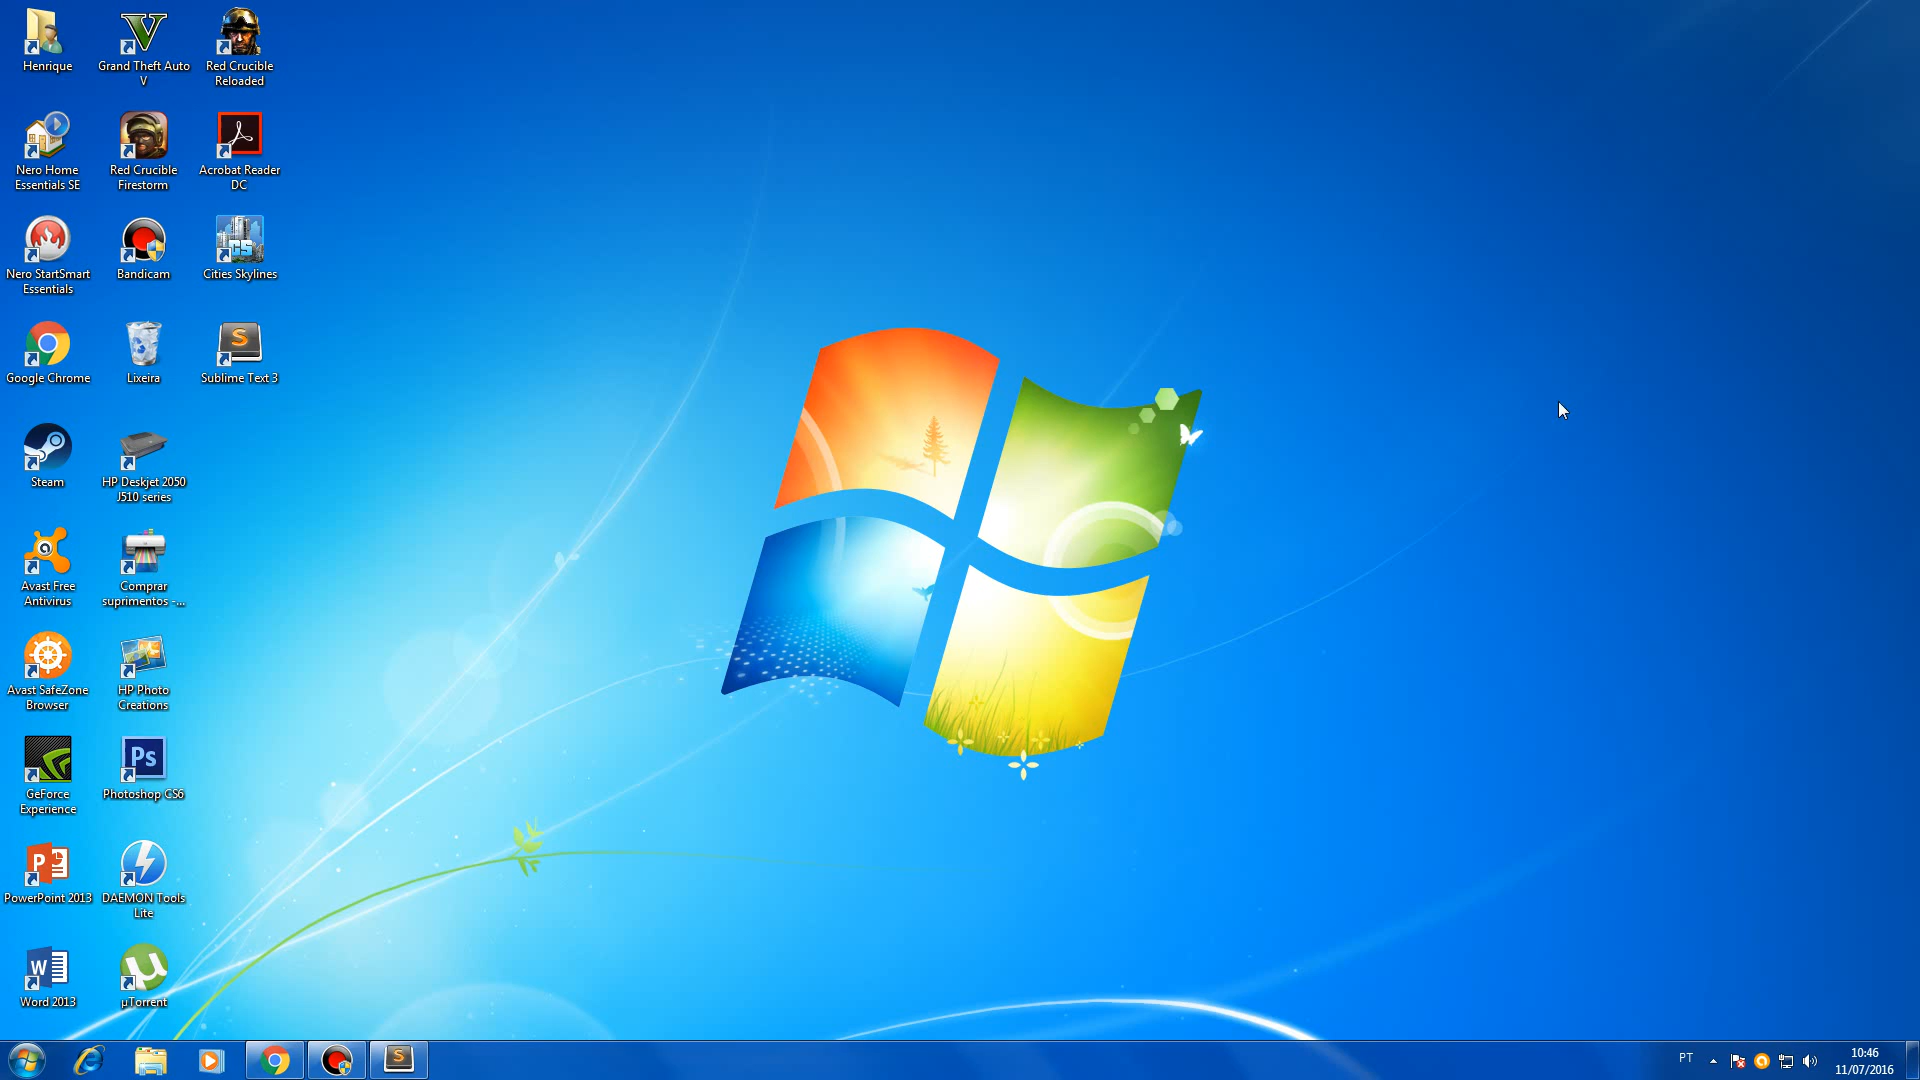 Henrique
Grand Theft Auto
V
Red Crucible
Reloaded
Nero Home
Essentials SE
Red Crucible
Firestorm
Acrobat Reader
DC
Nero StartSmart
Essentials
Bandicam
CS
Cities Skylines
Google Chrome
Lixeira
S
Sublime Text 3
Steam
HP Deskjet 2050
J510 series
Avast Free
Antivirus
Comprar
suprimentos -...
Avast SafeZone
Browser
HP Photo
Creations
GeForce
Experience
Ps
Photoshop CS6
P
PowerPoint 2013
DAEMON Tools
Lite
W
Word 2013
µ
µTorrent
S
PT
10:46
11/07/2016